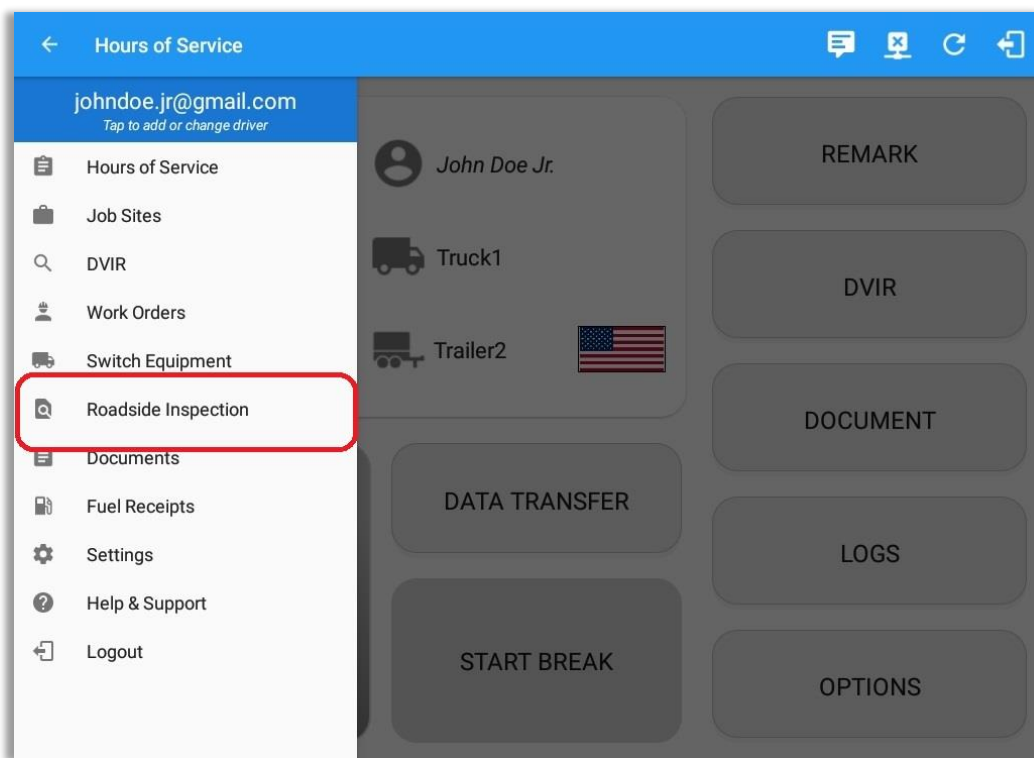 Hours of Service
johndoe.jr@gmail.com
Tap to add or change driver
Hours of Service
Job Sites
DVIR
Work Orders
Switch Equipment
Roadside Inspection
Documents
Fuel Receipts
Settings
Help & Support
Logout
John Doe Jr.
Truck1
Trailer2
DATA TRANSFER
START BREAK
REMARK
DVIR
DOCUMENT
LOGS
OPTIONS